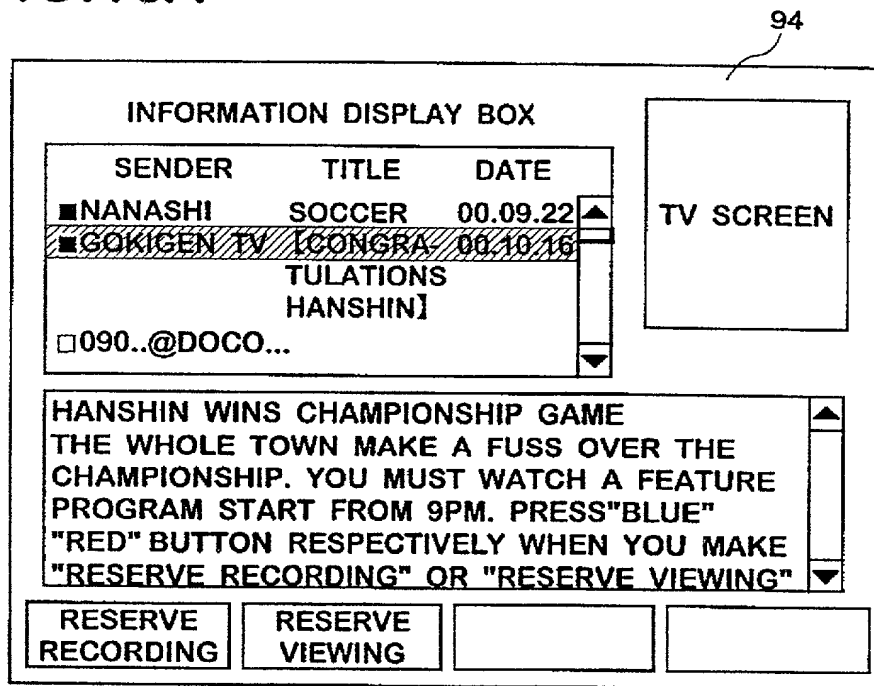 94
INFORMATION DISPLAY BOX
SENDER TITLE DATE
■NANASHI SOCCER 00.09.22
■GOKIGEN TV 【CONGRA- 00.10.16
TULATIONS
HANSHIN】
□090..@DOCO...
TV SCREEN
HANSHIN WINS CHAMPIONSHIP GAME
THE WHOLE TOWN MAKE A FUSS OVER THE
CHAMPIONSHIP. YOU MUST WATCH A FEATURE
PROGRAM START FROM 9PM. PRESS"BLUE"
"RED" BUTTON RESPECTIVELY WHEN YOU MAKE
"RESERVE RECORDING" OR "RESERVE VIEWING"
RESERVE
RECORDING
RESERVE
VIEWING